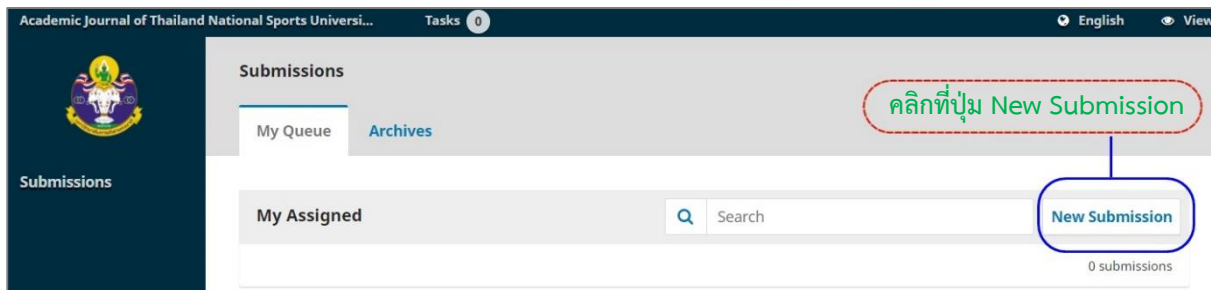 Academic Journal of Thailand National Sports Universi... Tasks 0 English View
Submissions
คลิกที่ปุ่ม New Submission
My Queue Archives
Submissions
My Assigned Search New Submission
0 submissions